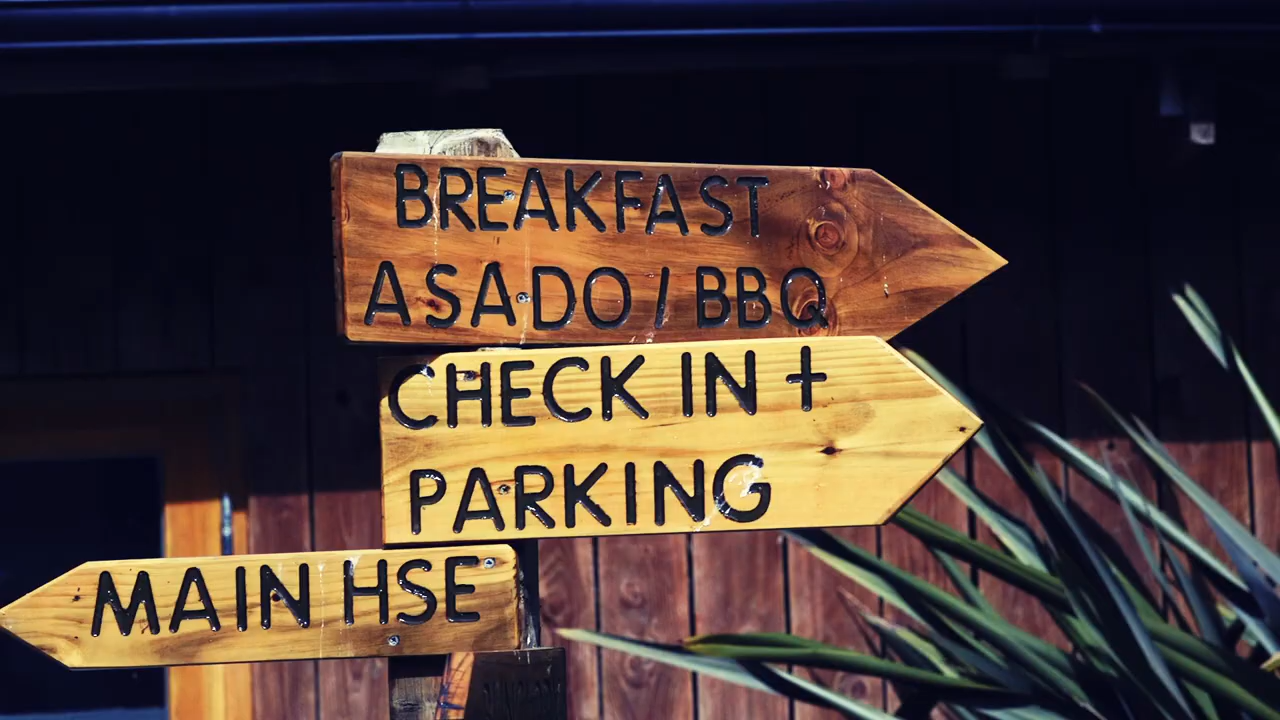 BREAKFAST
ASADO / BBQ
CHECK IN +
PARKING
MAIN HSE